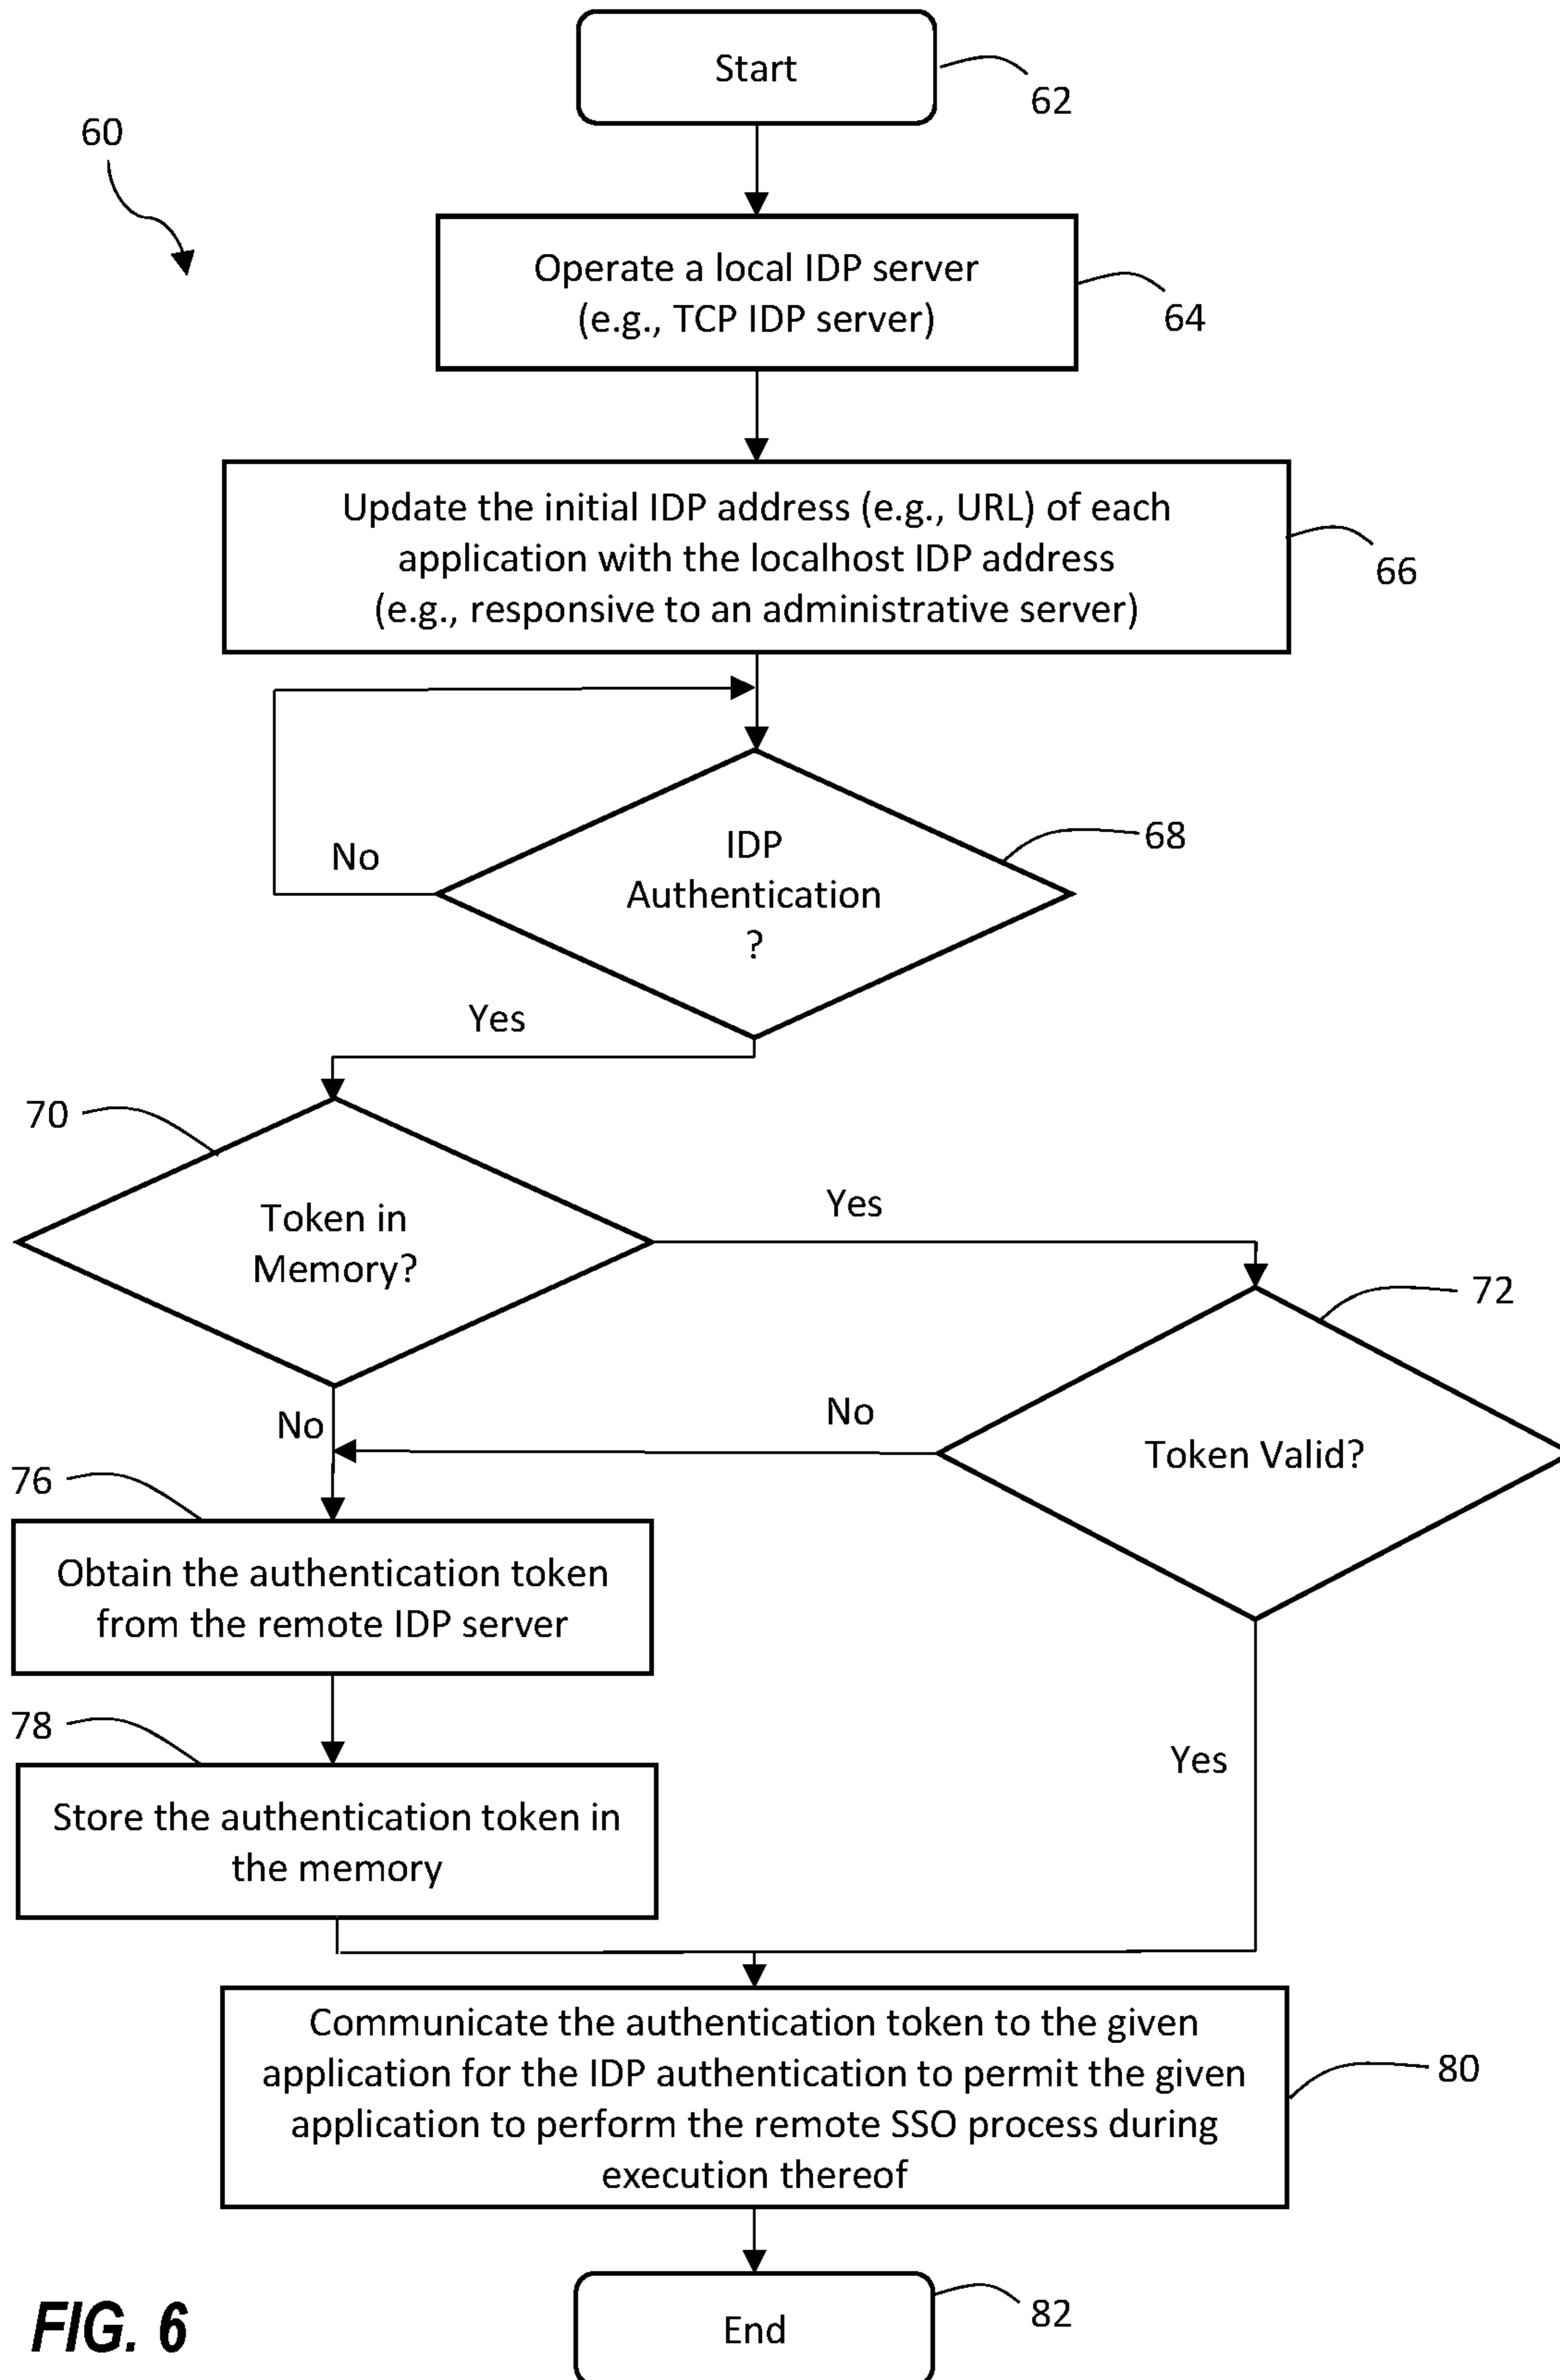 Start
62
60
Operate a local IDP server
(e.g., TCP IDP server)
64
Update the initial IDP address (e.g., URL) of each
application with the localhost IDP address
(e.g., responsive to an administrative server)
66
IDP
Authentication
?
68
No
Yes
70
Token in
Memory?
Yes
72
Token Valid?
No
No
76
Obtain the authentication token
from the remote IDP server
78
Store the authentication token in
the memory
Yes
Communicate the authentication token to the given
application for the IDP authentication to permit the given
application to perform the remote SSO process during
execution thereof
80
End
82
FIG. 6